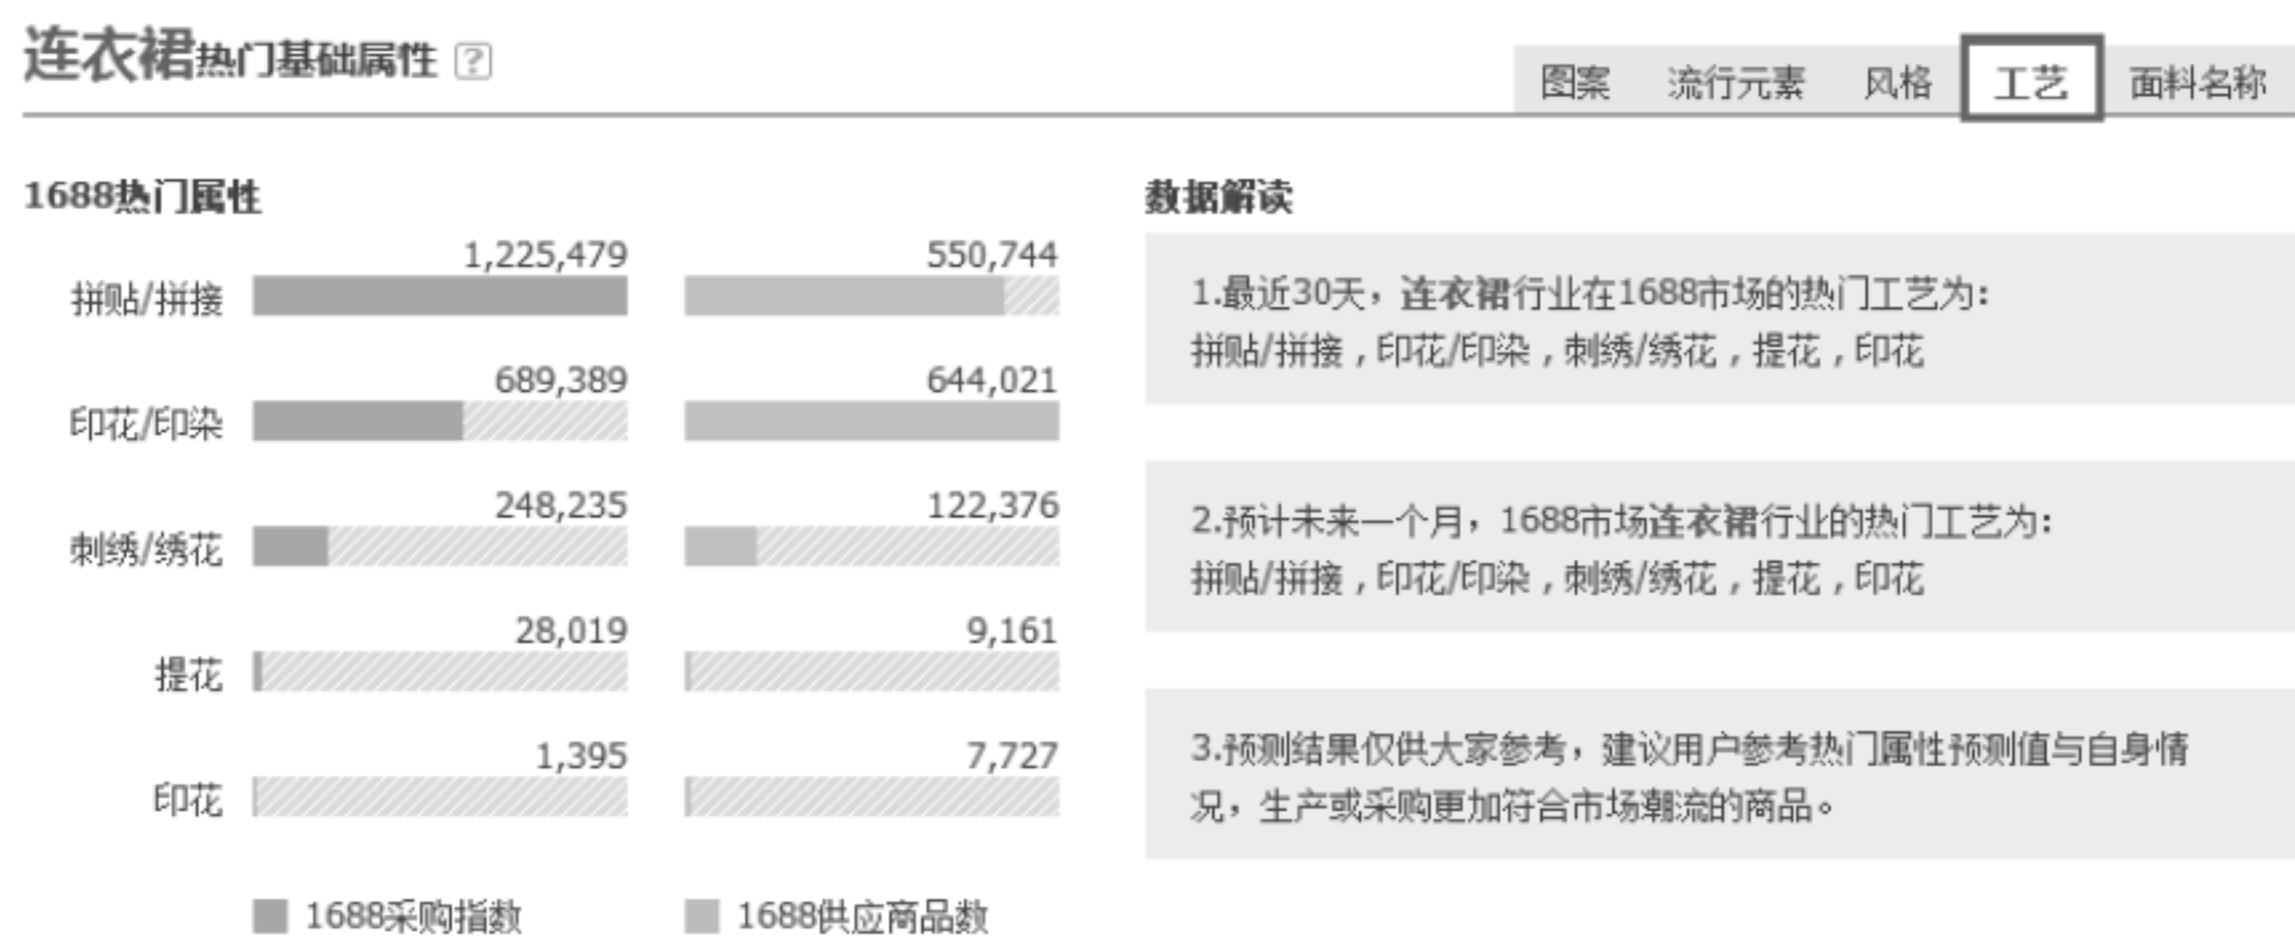 连衣裙热门基础属性 ?
图案 流行元素 风格 工艺 面料名称
1688热门属性
1,225,479 550,744
拼贴/拼接
689,389 644,021
印花/印染
248,235 122,376
刺绣/绣花
28,019 9,161
提花
1,395 7,727
印花
1688采购指数 1688供应商品数
数据解读
1.最近30天，连衣裙行业在1688市场的热门工艺为：
拼贴/拼接，印花/印染，刺绣/绣花，提花，印花
2.预计未来一个月，1688市场连衣裙行业的热门工艺为：
拼贴/拼接，印花/印染，刺绣/绣花，提花，印花
3.预测结果仅供大家参考，建议用户参考热门属性预测值与自身情
况，生产或采购更加符合市场潮流的商品。